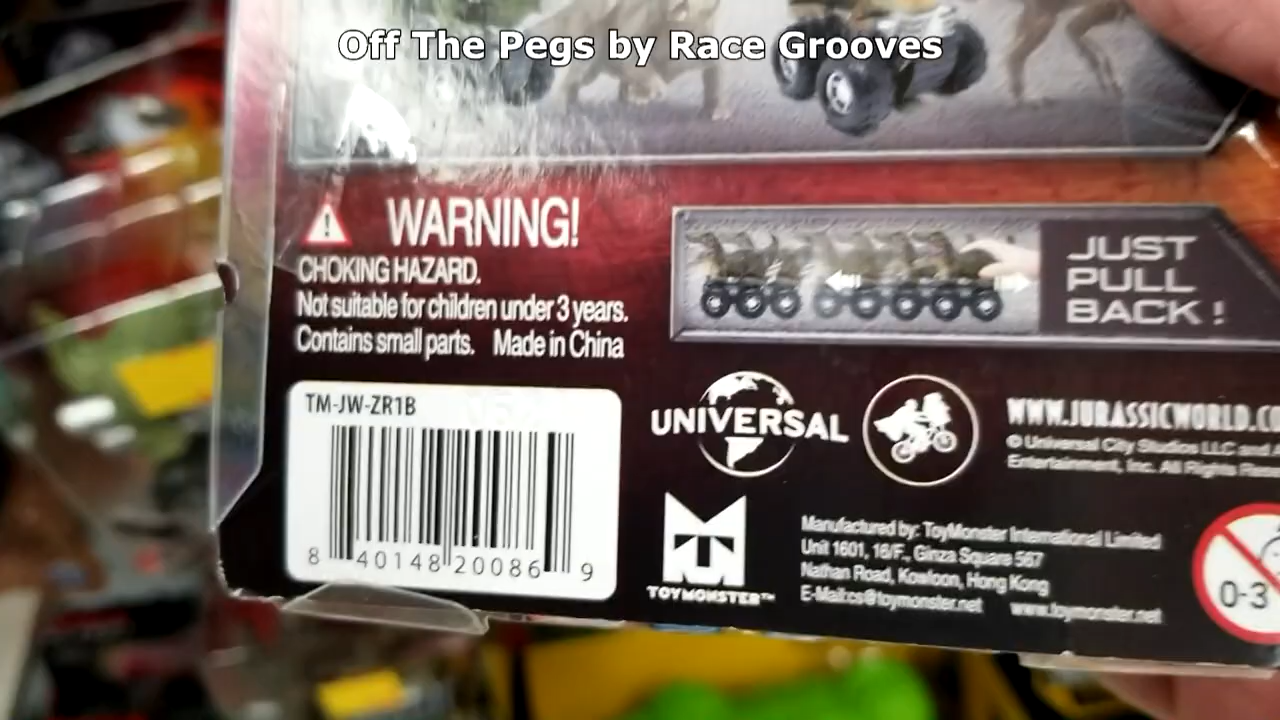 Off The Pegs by Race Grooves
WARNING!
CHOKING HAZARD.
Not suitable for children under 3 years.
Contains small parts. Made in China
JUST
PULL
BACK !
TM-JW-ZR1B
8 40148 20086 9
UNIVERSAL
WWW.JURASSICWORLD.CO
© Universal City Studios LLC and
Entertainment, Inc. All Rights
TOYMONSTER™
Manufactured by: ToyMonster International Limited
Unit 1601, 16/F., Ginza Square 567
Nathan Road, Kowloon, Hong Kong
E-Mail:cs@toymonster.net www.toymonster.net
0-3